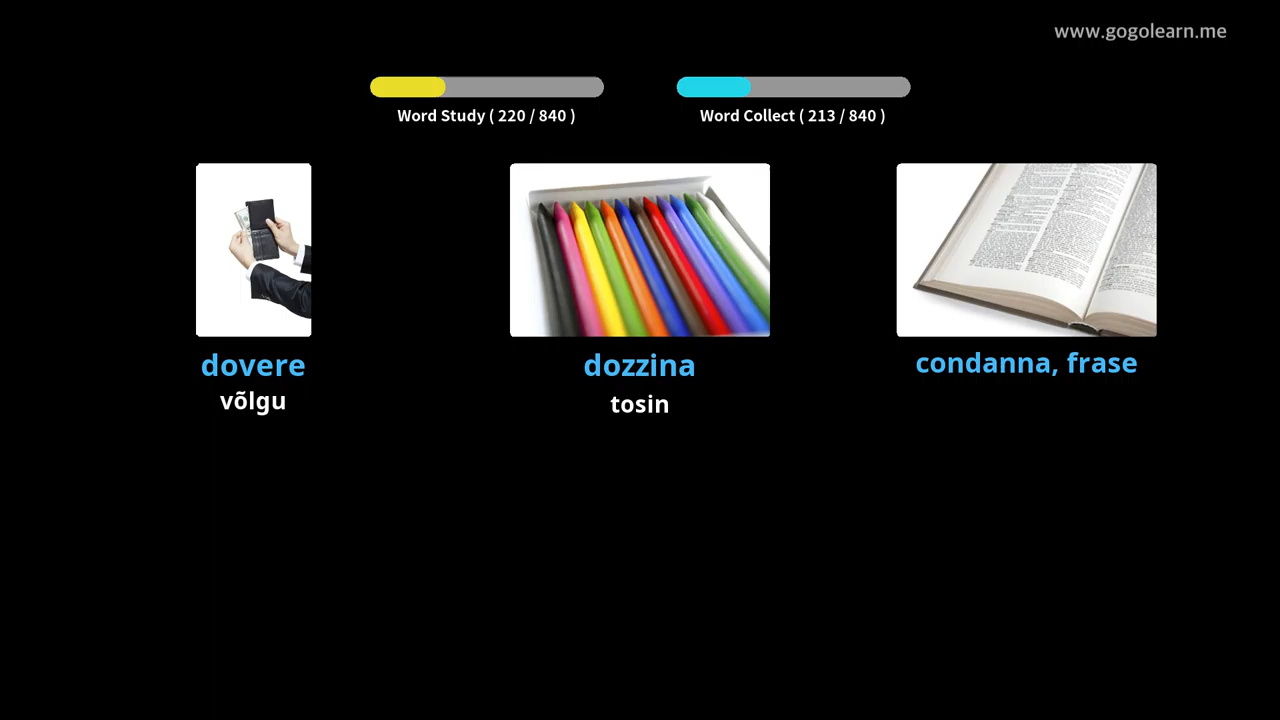 www.gogolearn.me
Word Study ( 220 / 840 )
Word Collect ( 213 / 840 )
dovere
võlgu
dozzina
tosin
condanna, frase